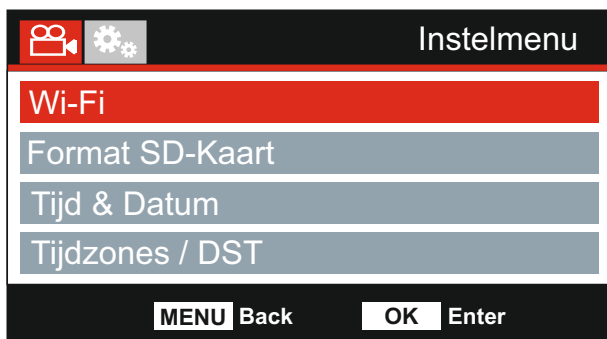 Instelmenu
Wi-Fi
Format SD-Kaart
Tijd & Datum
Tijdzones / DST
MENU Back OK Enter